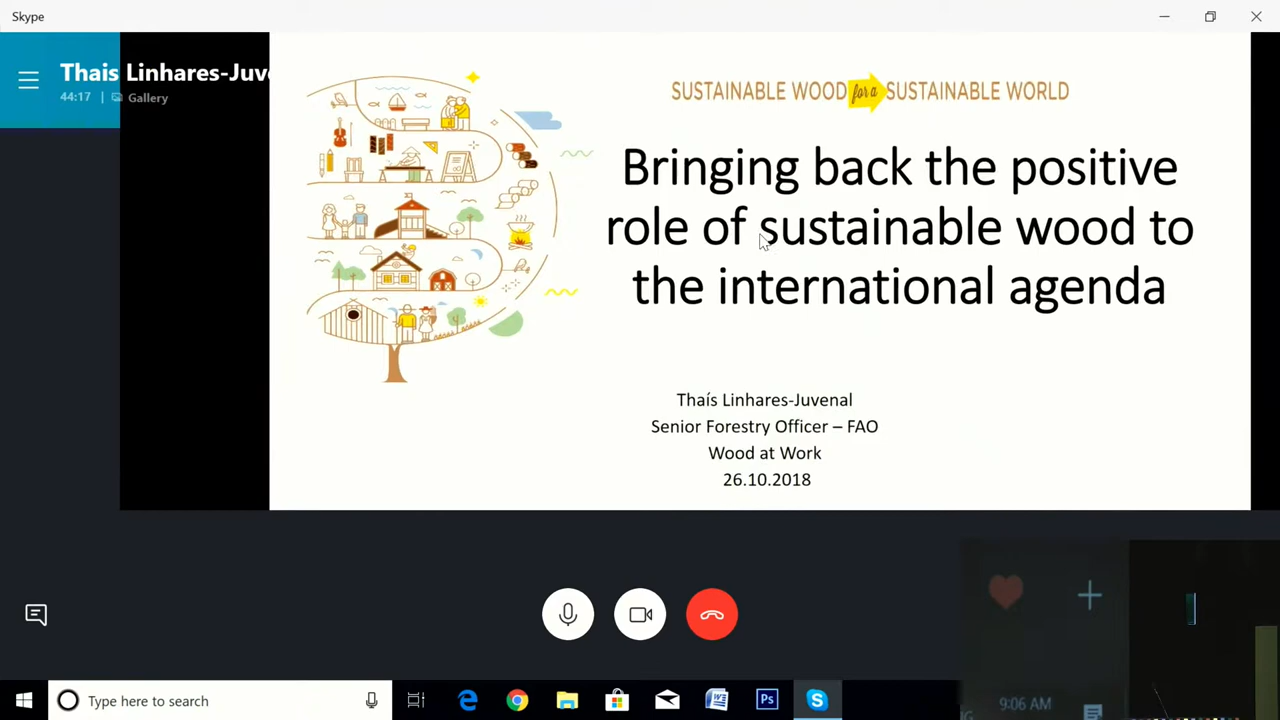 Skype
Thais Linhares-Juv
44:17 | Gallery
SUSTAINABLE WOOD for a SUSTAINABLE WORLD
Bringing back the positive
role of sustainable wood to
the international agenda
Thaís Linhares-Juvenal
Senior Forestry Officer – FAO
Wood at Work
26.10.2018
Type here to search
W
Ps
S
9:06 AM